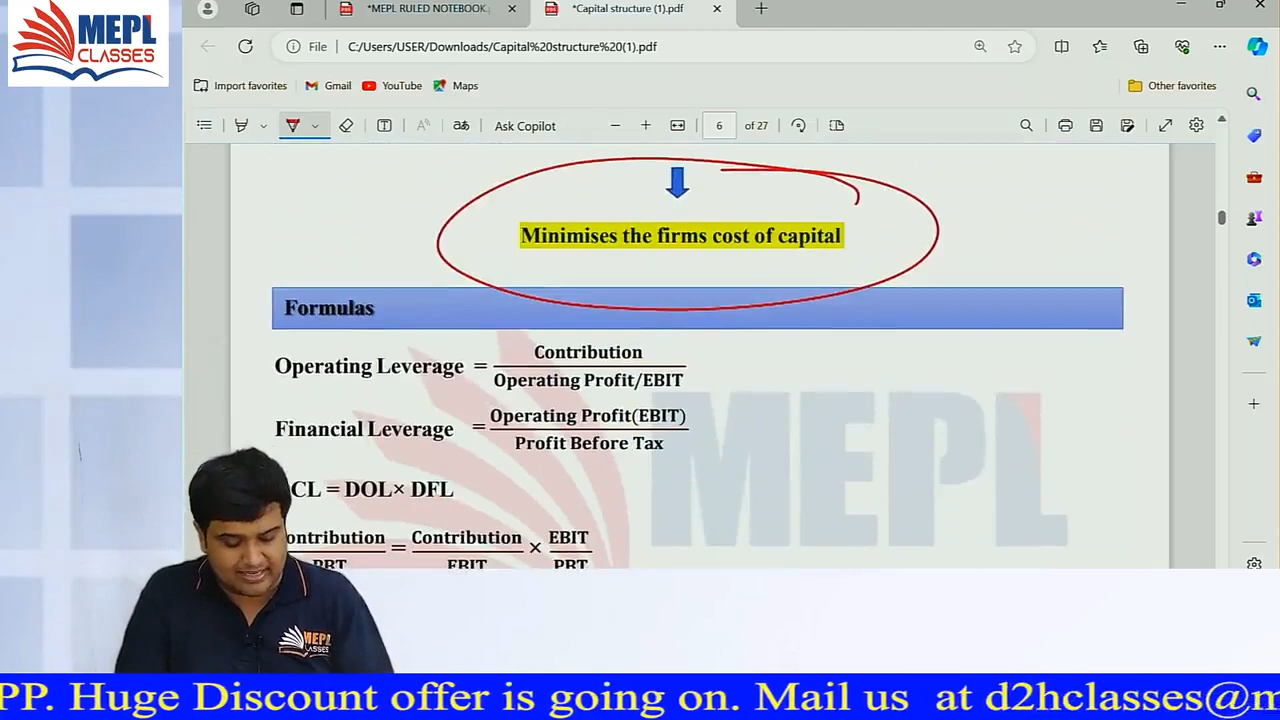 MEPL
CLASSES
*MEPL RULED NOTEBOOK.
*Capital structure (1).pdf
File
C:/Users/USER/Downloads/Capital%20structure%20(1).pdf
Import favorites
Gmail
YouTube
Maps
Other favorites
Ask Copilot
6
of 27
Minimises the firms cost of capital
Formulas
Operating Leverage = Contribution
Operating Profit/EBIT
Financial Leverage = Operating Profit(EBIT)
Profit Before Tax
CL = DOL× DFL
ontribution = Contribution × EBIT
PBT EBIT PBT
MEPL
MEPL
CLASSES
PP. Huge Discount offer is going on. Mail us at d2hclasses@m